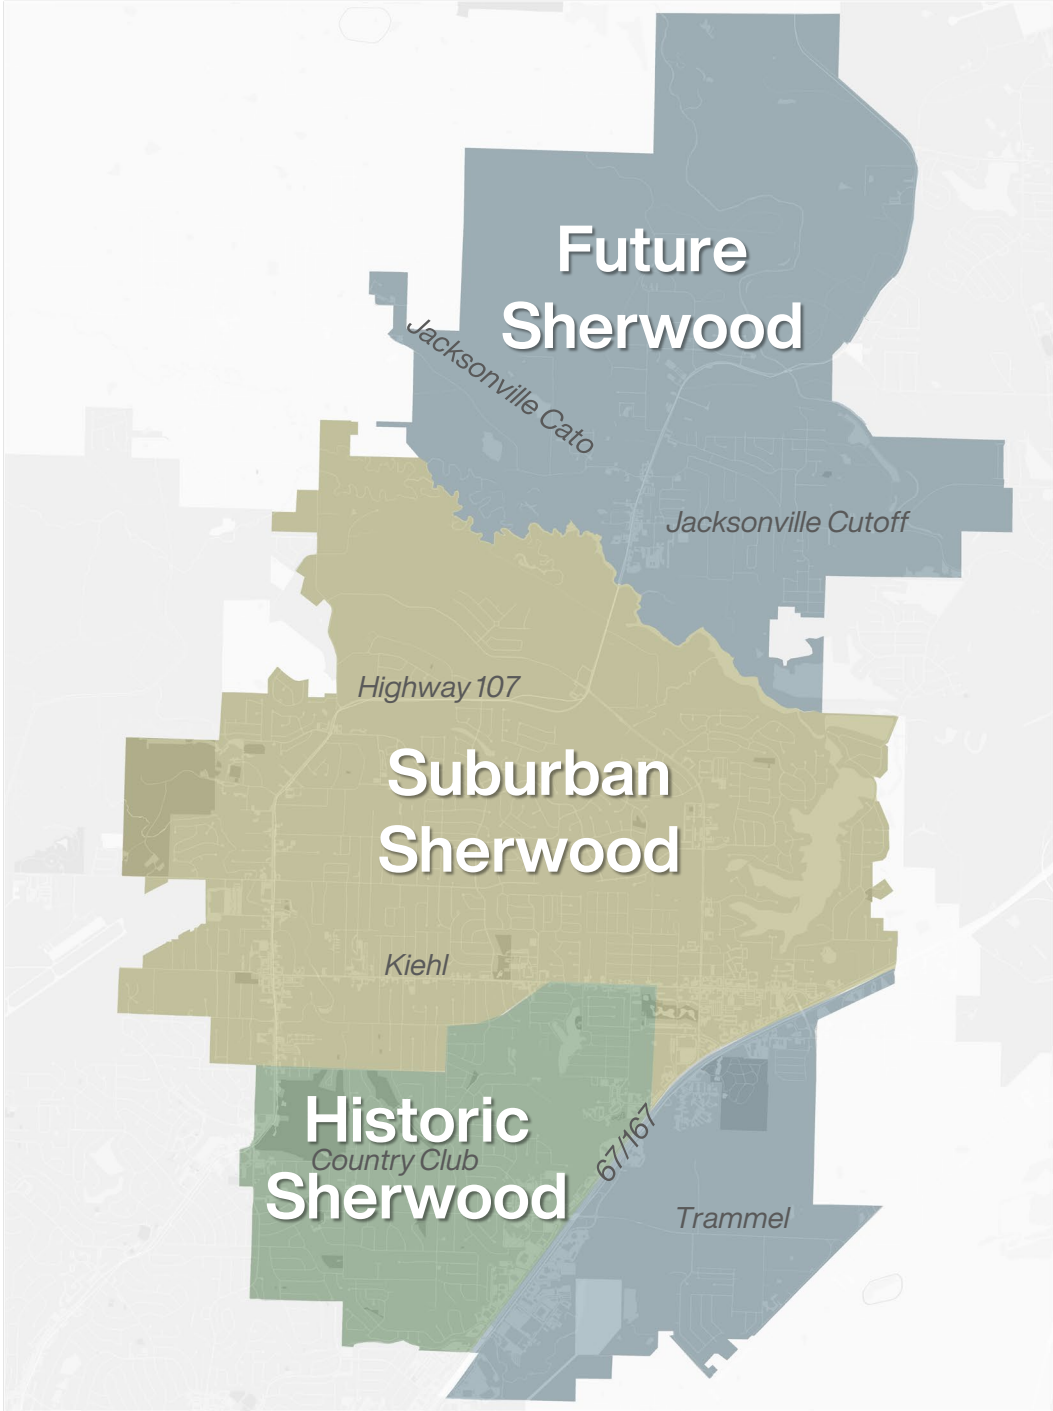 Future
Sherwood
Jacksonville Cato
Jacksonville Cutoff
Highway 107
Suburban
Sherwood
Kiehl
Historic
Country Club
Sherwood
67/167
Trammel